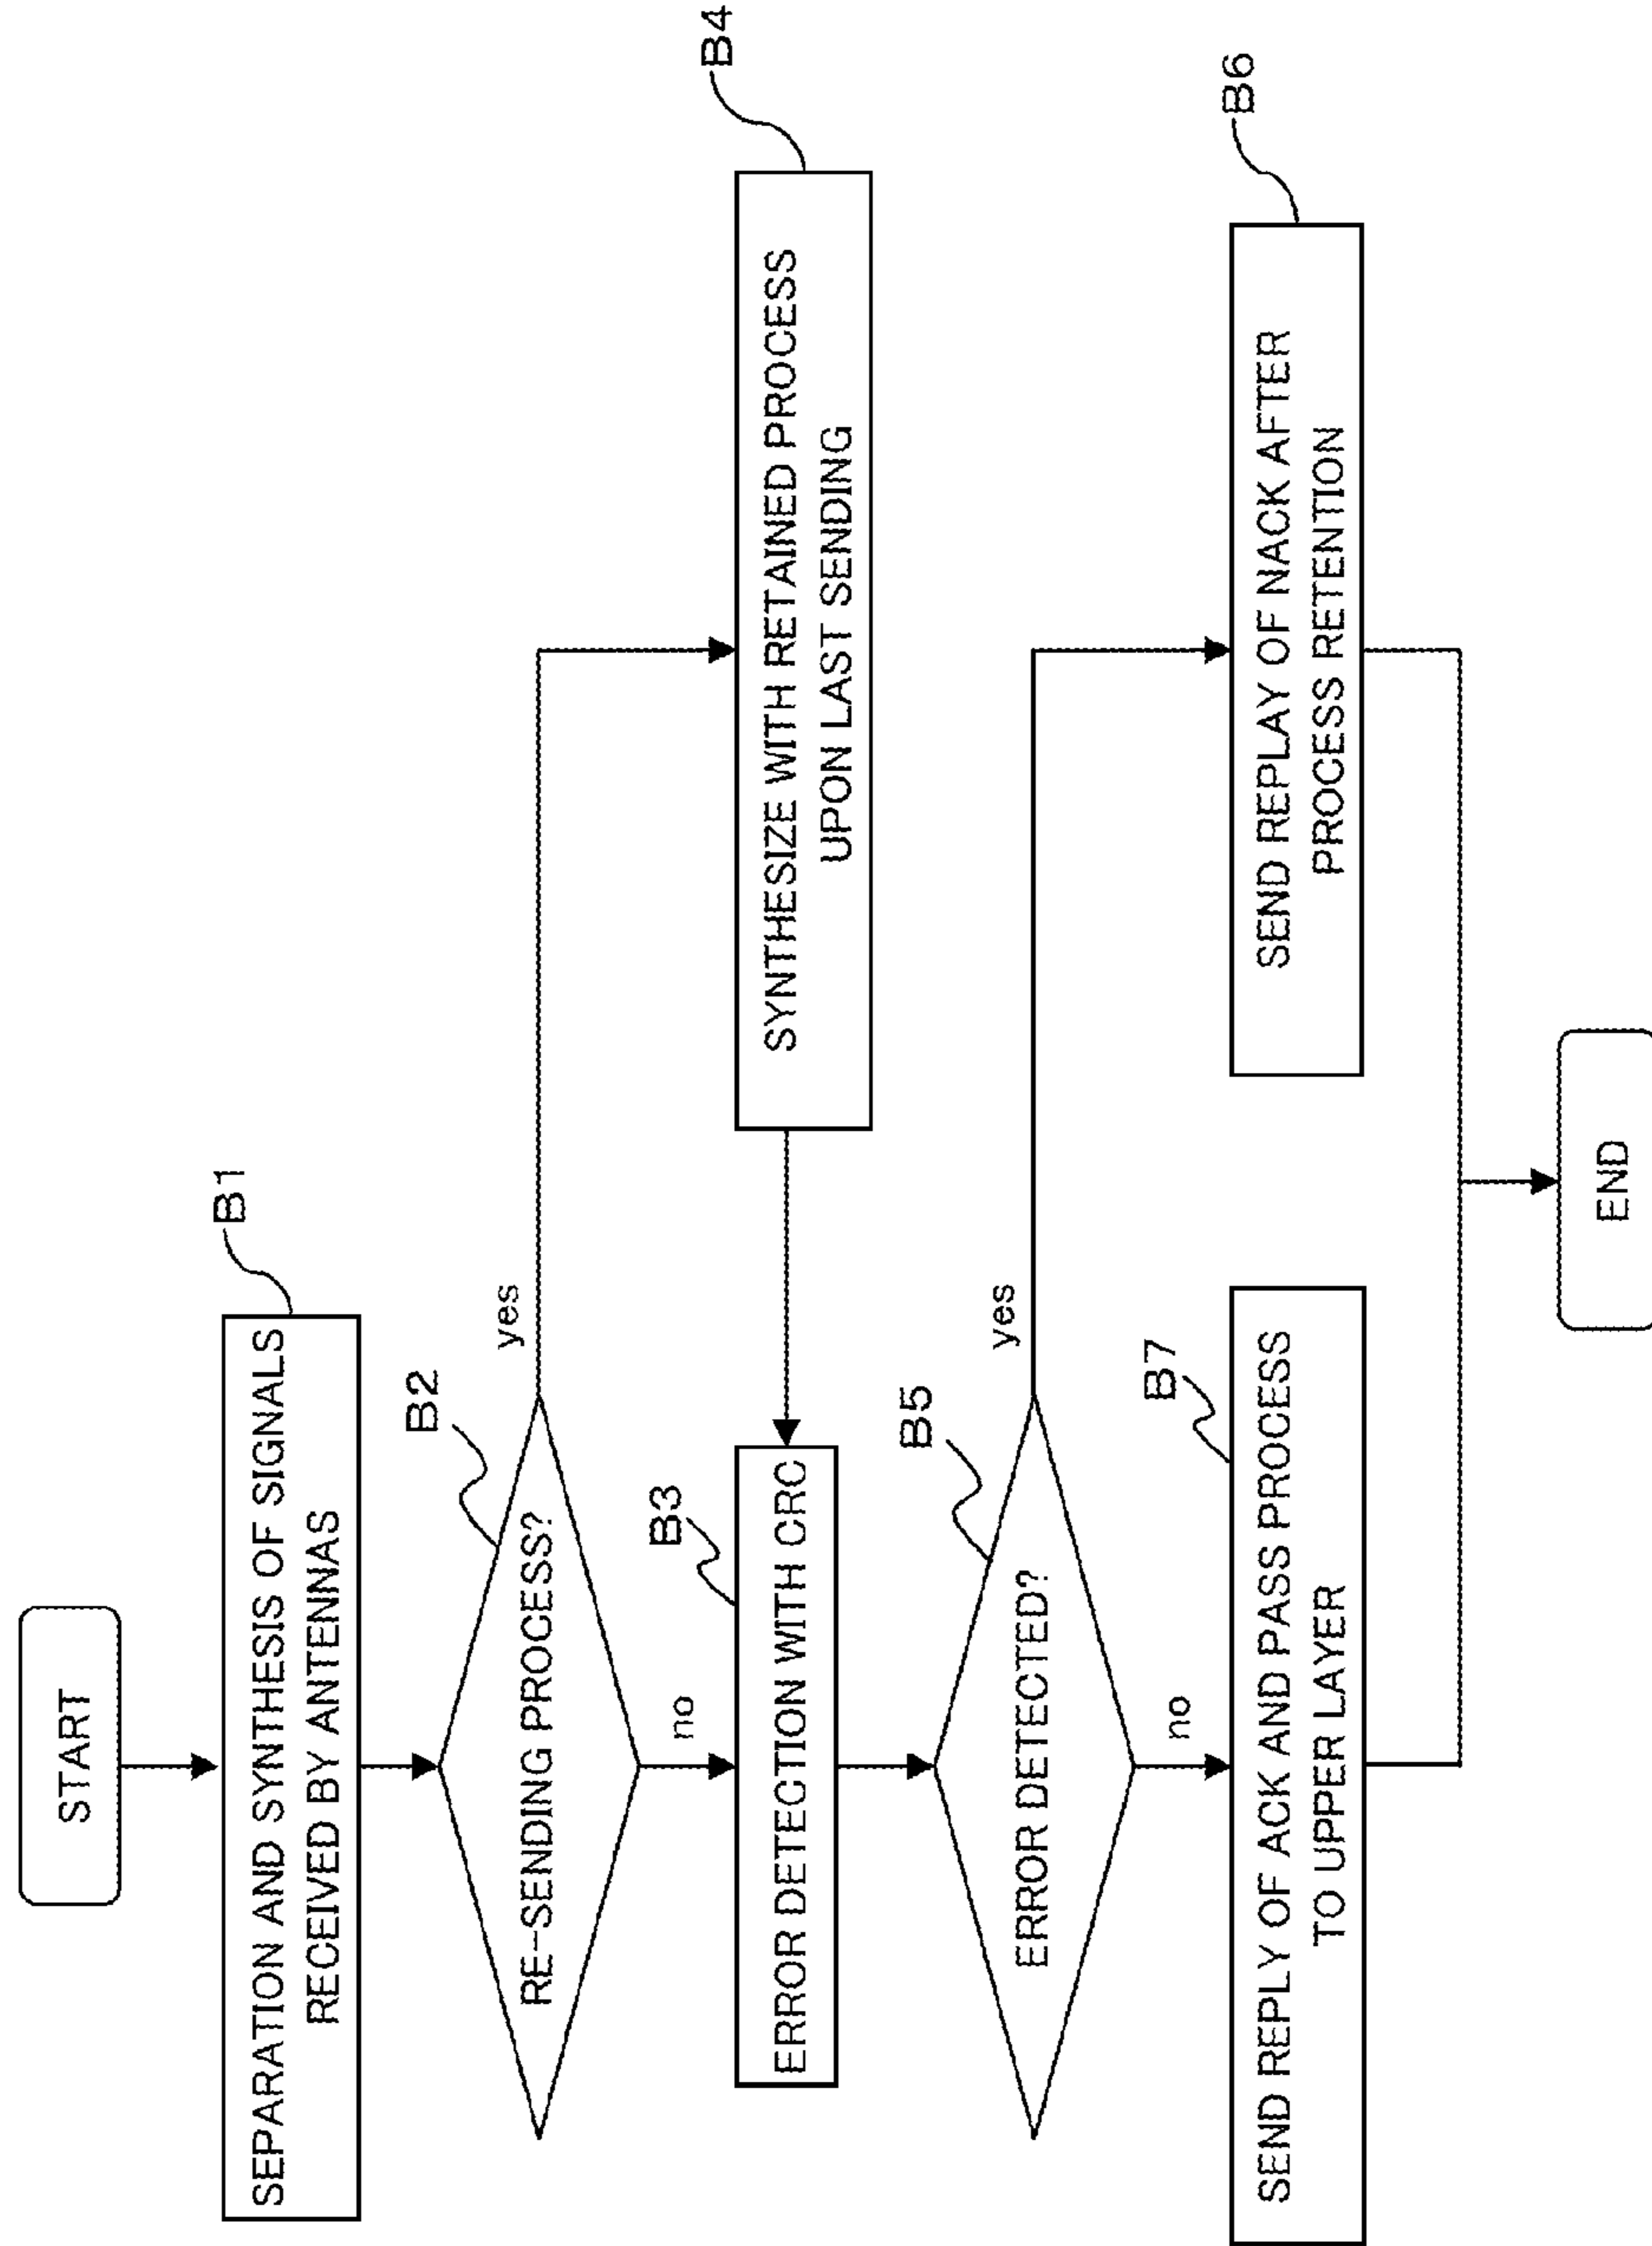 START
B1
SEPARATION AND SYNTHESIS OF SIGNALS
RECEIVED BY ANTENNAS
B2
RE-SENDING PROCESS?
yes
no
B4
SYNTHESIZE WITH RETAINED PROCESS
UPON LAST SENDING
B3
ERROR DETECTION WITH CRC
B5
ERROR DETECTED?
yes
no
B7
SEND REPLY OF ACK AND PASS PROCESS
TO UPPER LAYER
B6
SEND REPLAY OF NACK AFTER
PROCESS RETENTION
END